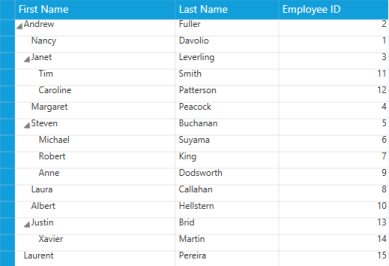 First Name Last Name Employee ID
Andrew Fuller 2
Nancy Davolio 1
Janet Leverling 3
Tim Smith 11
Caroline Patterson 12
Margaret Peacock 4
Steven Buchanan 5
Michael Suyama 6
Robert King 7
Anne Dodsworth 9
Laura Callahan 8
Albert Hellstern 10
Justin Brid 13
Xavier Martin 14
Laurent Pereira 15